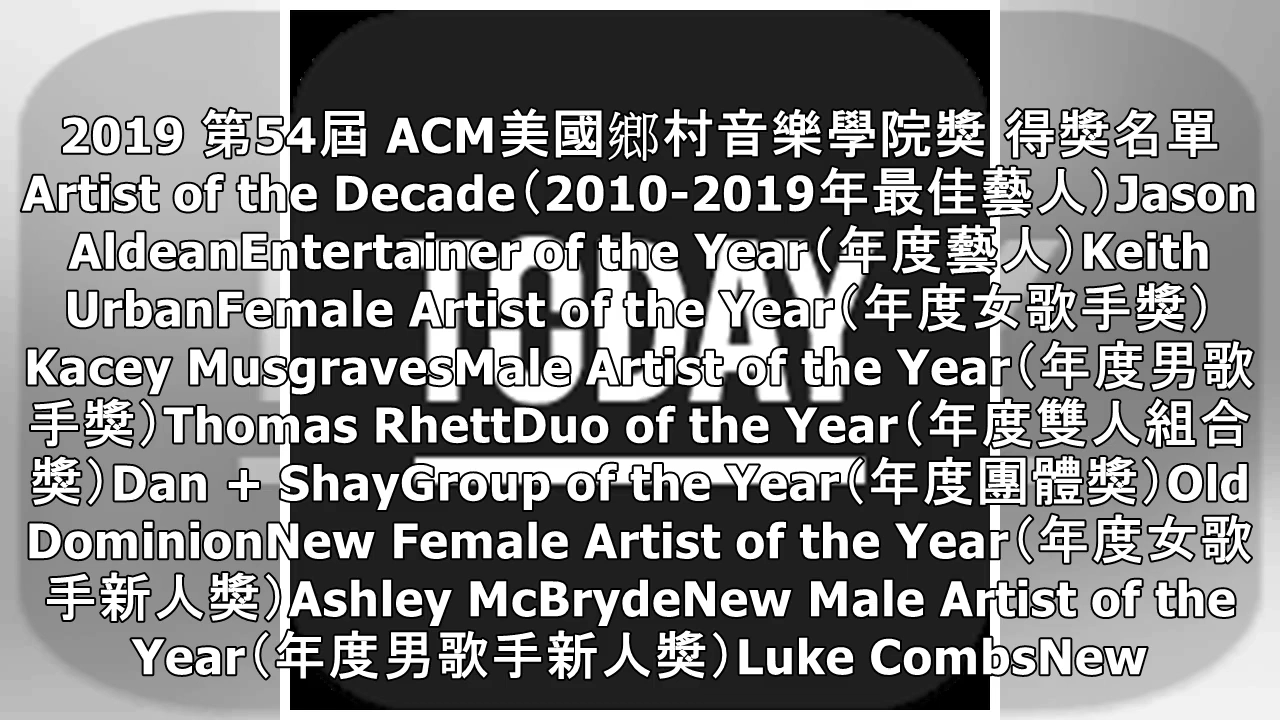 2019 第54屆 ACM美國鄉村音樂學院獎 得獎名單
Artist of the Decade（2010-2019年最佳藝人）Jason
AldeanEntertainer of the Year（年度藝人）Keith
UrbanFemale Artist of the Year（年度女歌手獎）
Kacey MusgravesMale Artist of the Year（年度男歌
手獎）Thomas RhettDuo of the Year（年度雙人組合
獎）Dan + ShayGroup of the Year（年度團體獎）Old
DominionNew Female Artist of the Year（年度女歌
手新人獎）Ashley McBrydeNew Male Artist of the
Year（年度男歌手新人獎）Luke CombsNew
TODAY